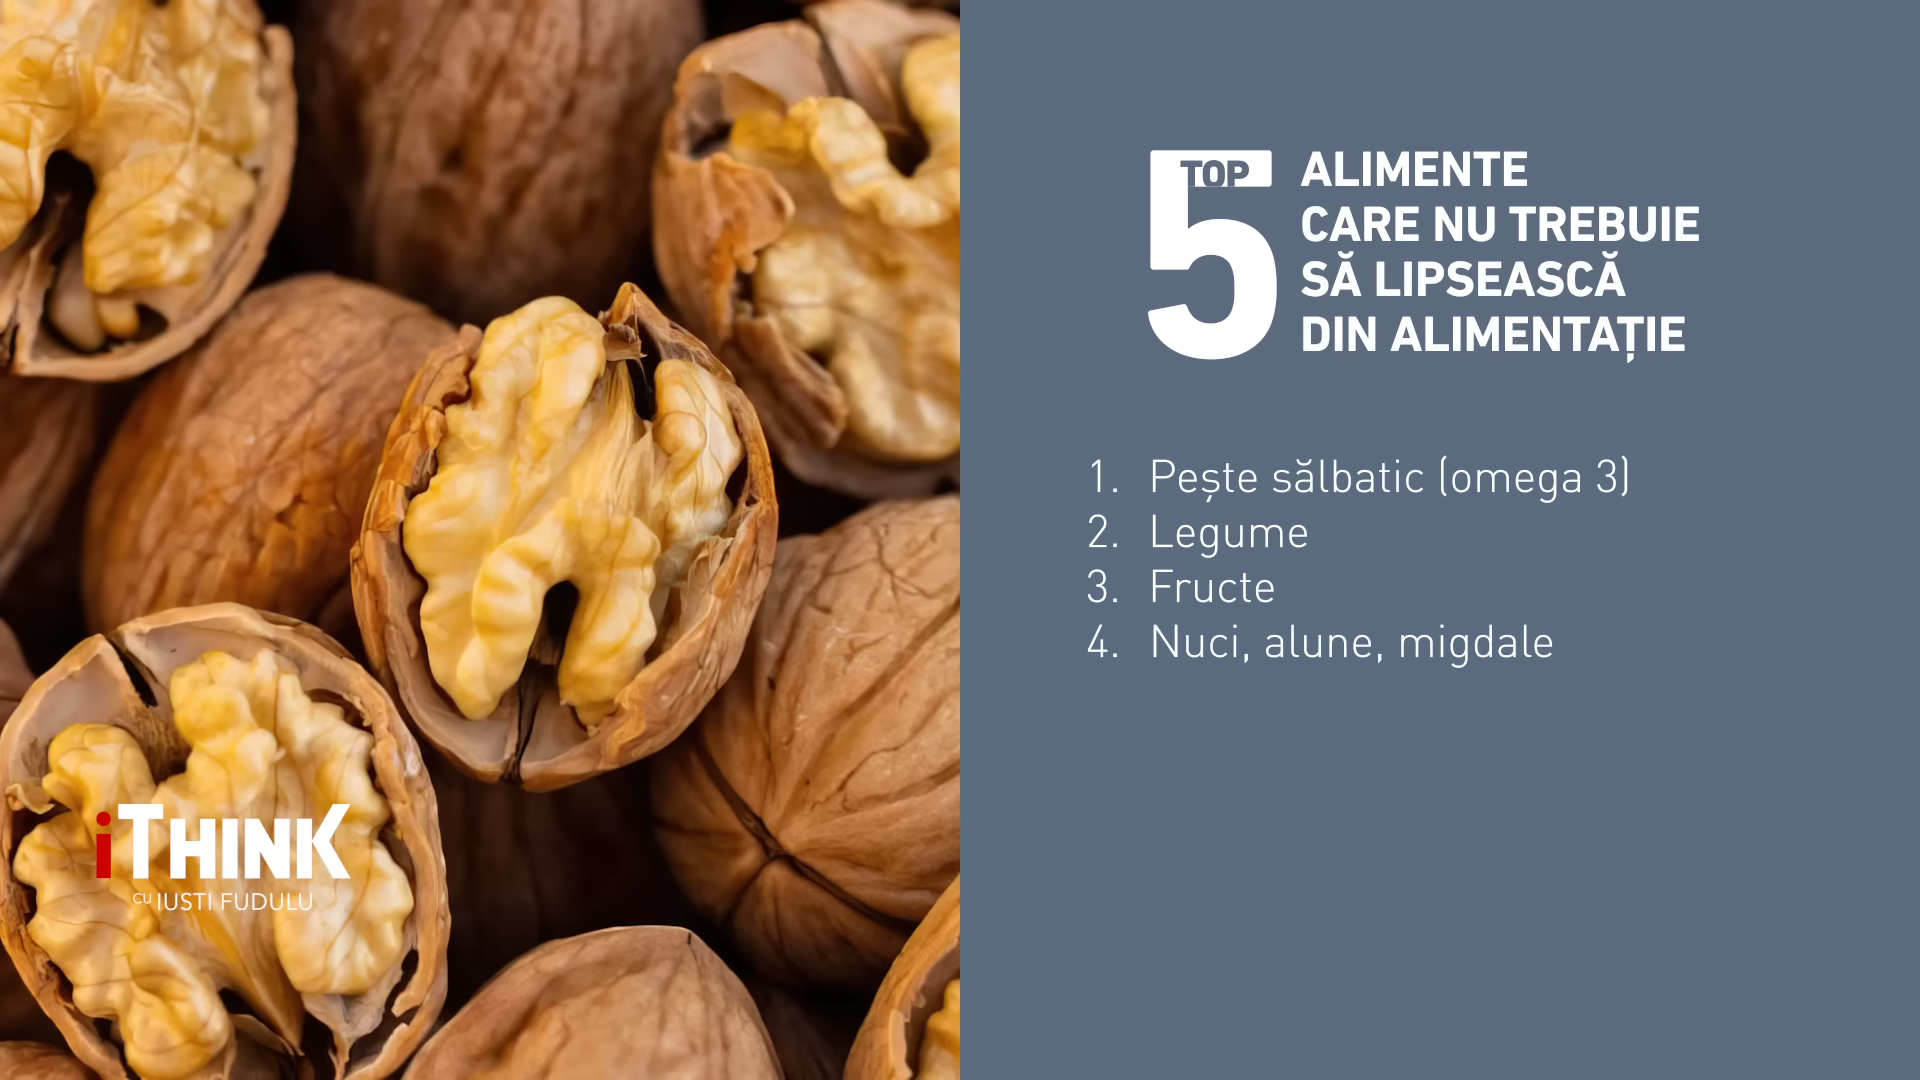 TOP
5
ALIMENTE
CARE NU TREBUIE
SĂ LIPSEASCĂ
DIN ALIMENTAȚIE
1. Pește sălbatic (omega 3)
2. Legume
3. Fructe
4. Nuci, alune, migdale
iTHINK
CU IUSTI FUDULU